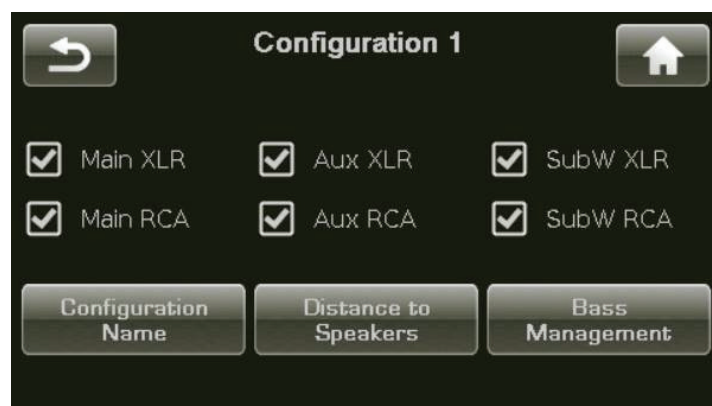 Configuration 1
Main XLR
Aux XLR
SubW XLR
Main RCA
Aux RCA
SubW RCA
Configuration
Name
Distance to
Speakers
Bass
Management